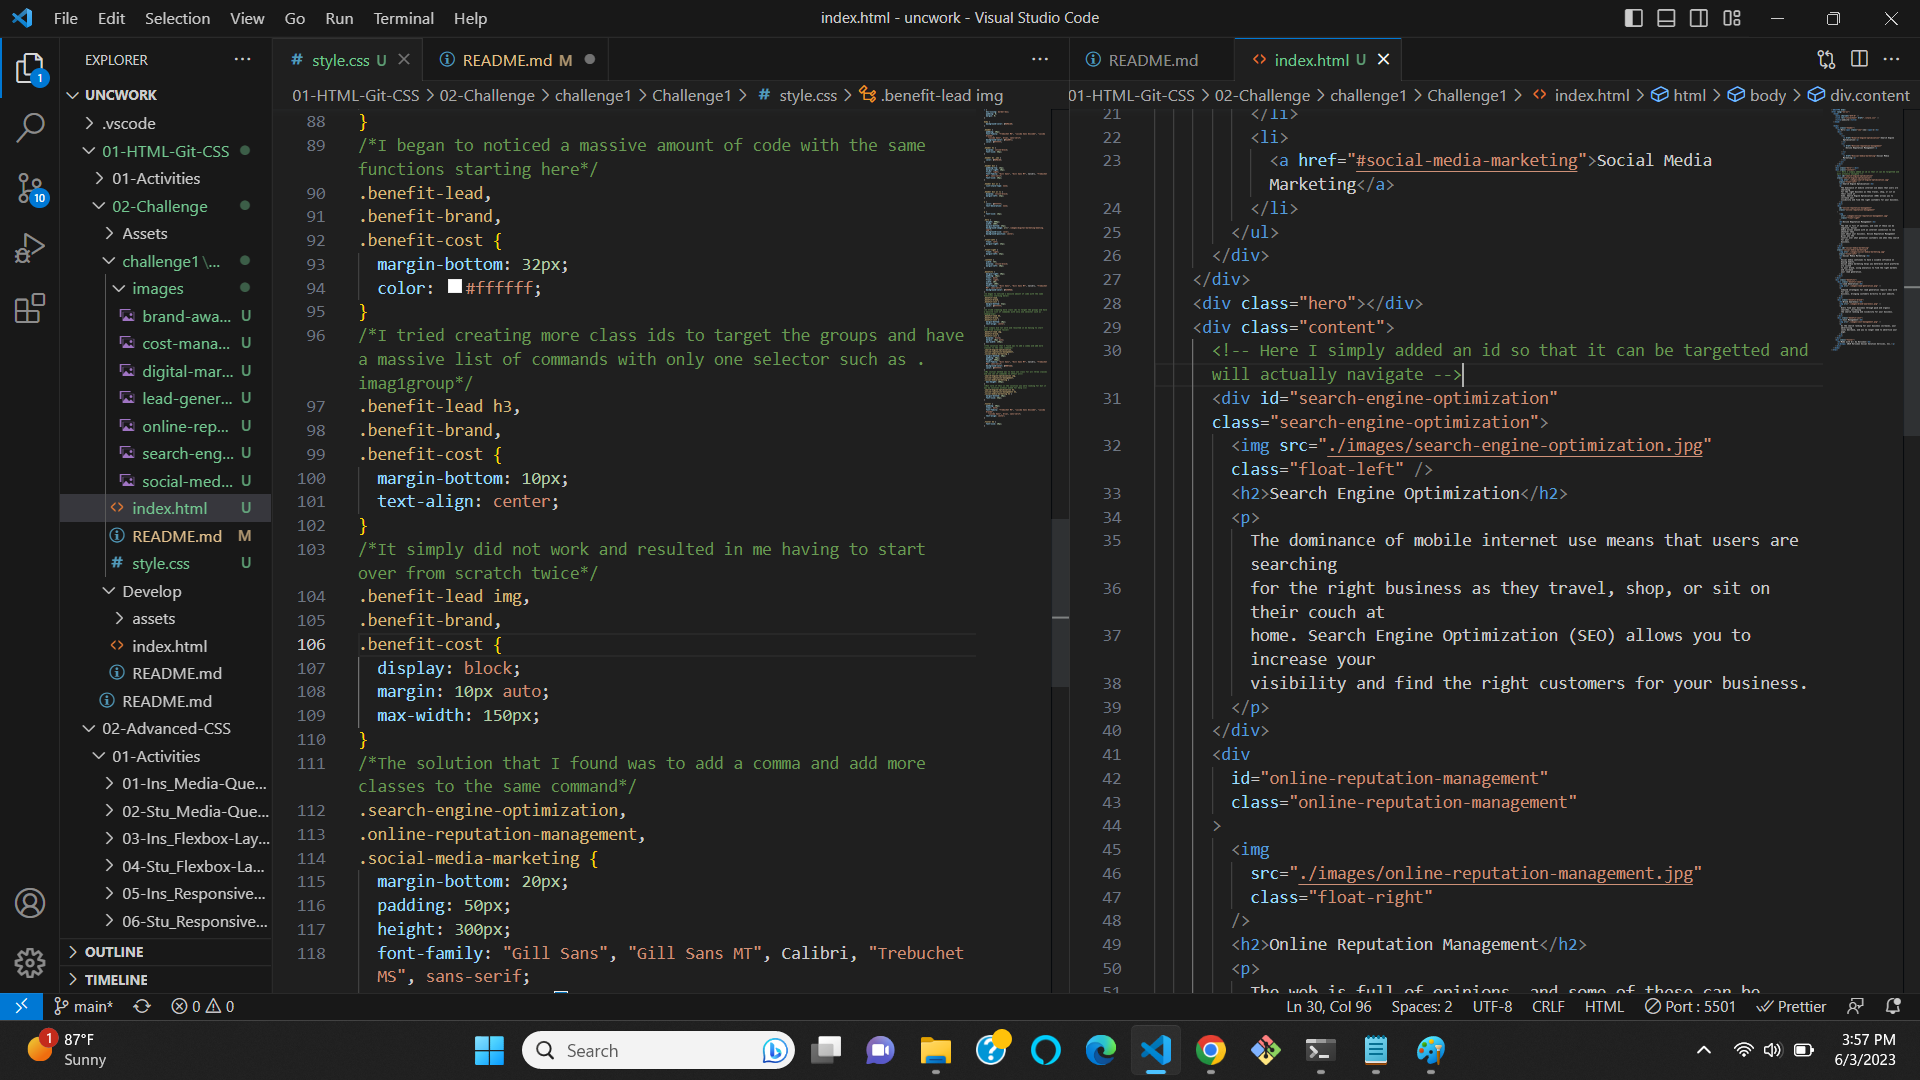 File Edit Selection View Go Run Terminal Help
index.html - uncwork - Visual Studio Code
EXPLORER
UNCWORK
.vscode
01-HTML-Git-CSS
01-Activities
02-Challenge
Assets
challenge1 \...
images
brand-awa... U
cost-mana... U
digital-mar... U
lead-gener... U
online-rep... U
search-eng... U
social-med... U
index.html U
README.md M
style.css U
Develop
assets
index.html
README.md
README.md
02-Advanced-CSS
01-Activities
01-Ins_Media-Que...
02-Stu_Media-Que...
03-Ins_Flexbox-Lay...
04-Stu_Flexbox-La...
05-Ins_Responsive...
06-Stu_Responsive...
OUTLINE
TIMELINE
1
10
# style.css U
README.md M
01-HTML-Git-CSS > 02-Challenge > challenge1 > Challenge1 > # style.css > .benefit-lead img
88 }
89 /*I began to noticed a massive amount of code with the same
functions starting here*/
90 .benefit-lead,
91 .benefit-brand,
92 .benefit-cost {
93 margin-bottom: 32px;
94 color: #ffffff;
95 }
96 /*I tried creating more class ids to target the groups and have
a massive list of commands with only one selector such as .
imag1group*/
97 .benefit-lead h3,
98 .benefit-brand,
99 .benefit-cost {
100 margin-bottom: 10px;
101 text-align: center;
102 }
103 /*It simply did not work and resulted in me having to start
over from scratch twice*/
104 .benefit-lead img,
105 .benefit-brand,
106 .benefit-cost {
107 display: block;
108 margin: 10px auto;
109 max-width: 150px;
110 }
111 /*The solution that I found was to add a comma and add more
classes to the same command*/
112 .search-engine-optimization,
113 .online-reputation-management,
114 .social-media-marketing {
115 margin-bottom: 20px;
116 padding: 50px;
117 height: 300px;
118 font-family: "Gill Sans", "Gill Sans MT", Calibri, "Trebuchet
MS", sans-serif;
README.md
index.html U
01-HTML-Git-CSS > 02-Challenge > challenge1 > Challenge1 > index.html > html > body > div.content
21 </li>
22 <li>
23 <a href="#social-media-marketing">Social Media
Marketing</a>
24 </li>
25 </ul>
26 </div>
27 </div>
28 <div class="hero"></div>
29 <div class="content">
30 <!-- Here I simply added an id so that it can be targetted and
will actually navigate -->
31 <div id="search-engine-optimization"
class="search-engine-optimization">
32 <img src="./images/search-engine-optimization.jpg"
class="float-left" />
33 <h2>Search Engine Optimization</h2>
34 <p>
35 The dominance of mobile internet use means that users are
searching
36 for the right business as they travel, shop, or sit on
their couch at
37 home. Search Engine Optimization (SEO) allows you to
increase your
38 visibility and find the right customers for your business.
39 </p>
40 </div>
41 <div
42 id="online-reputation-management"
43 class="online-reputation-management"
44 >
45 <img
46 src="./images/online-reputation-management.jpg"
47 class="float-right"
48 />
49 <h2>Online Reputation Management</h2>
50 <p>
51 The web is full of opinions, and some of these can be
main* 0 0
Ln 30, Col 96 Spaces: 2 UTF-8 CRLF HTML Port : 5501 Prettier
1
87°F
Sunny
Search
3:57 PM
6/3/2023